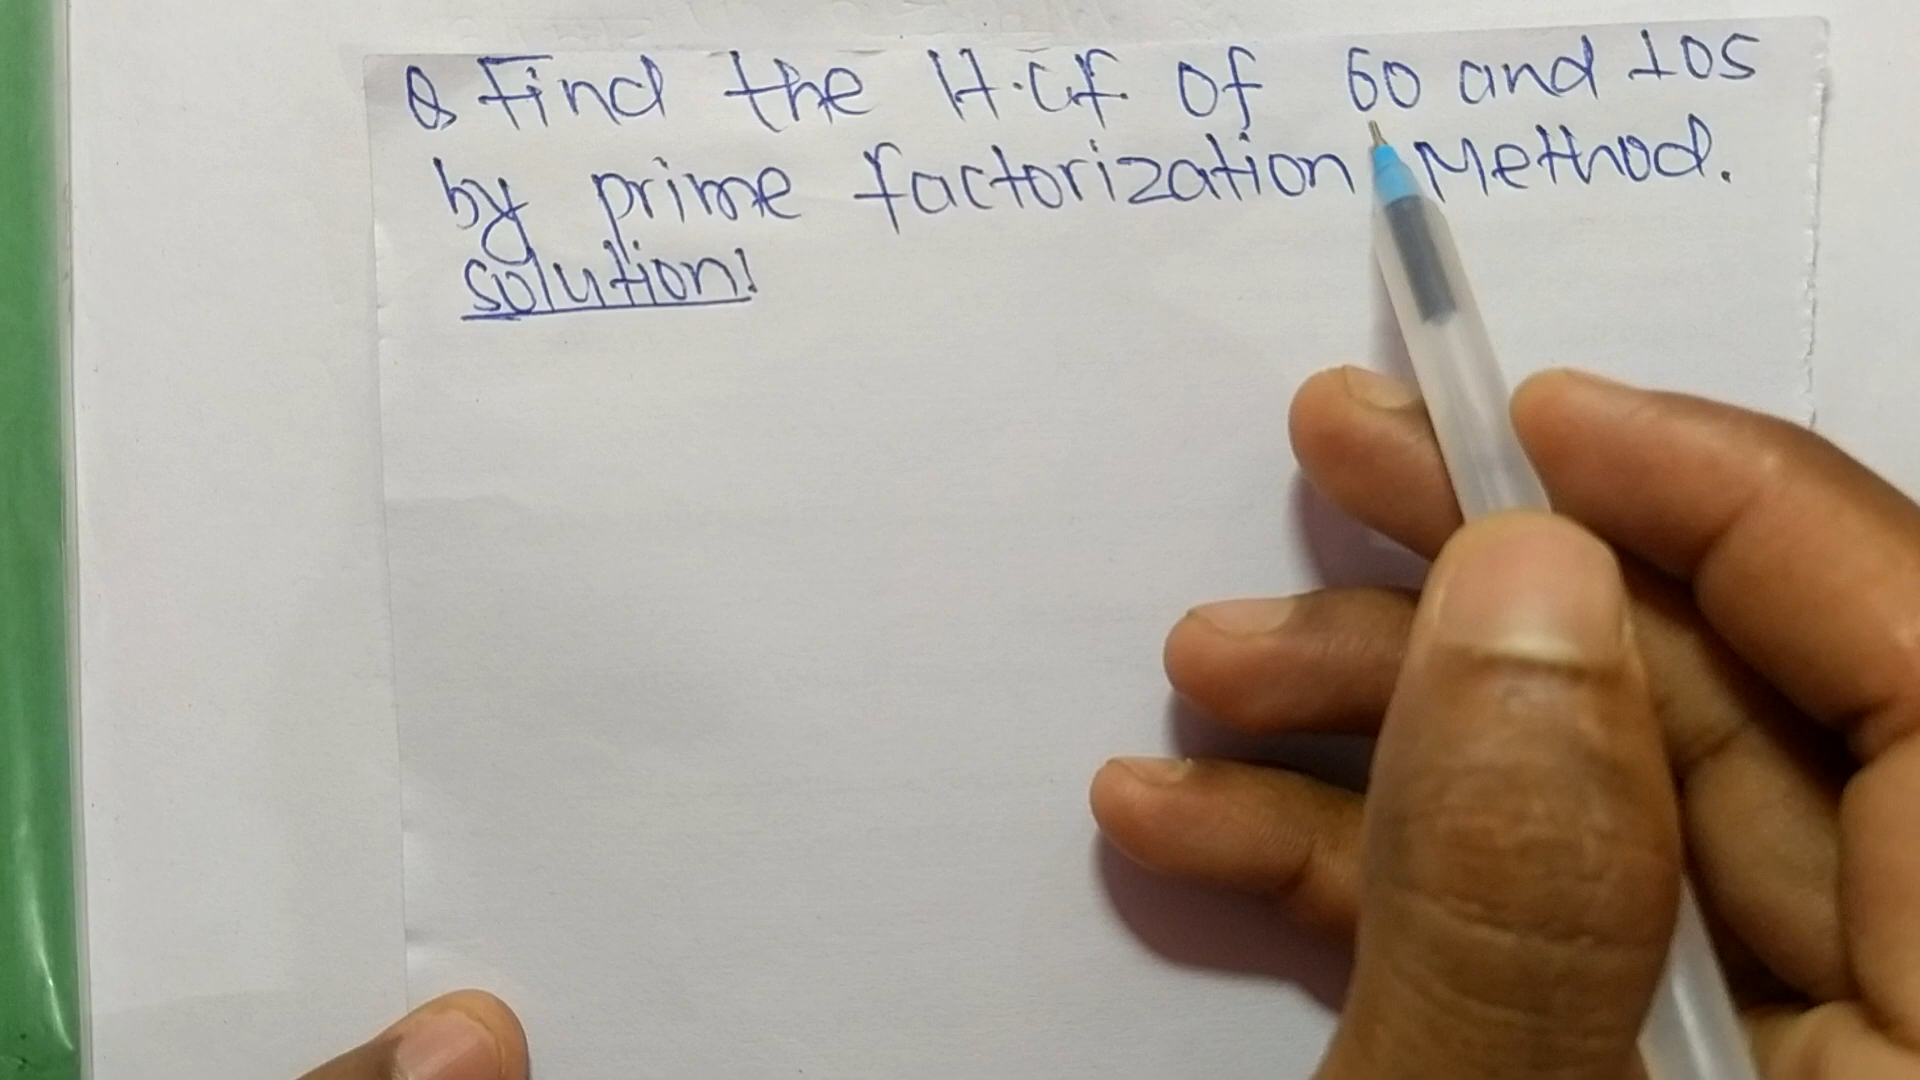 Q Find the H.C.F. of 60 and 105
by prime factorization Method.
solution: